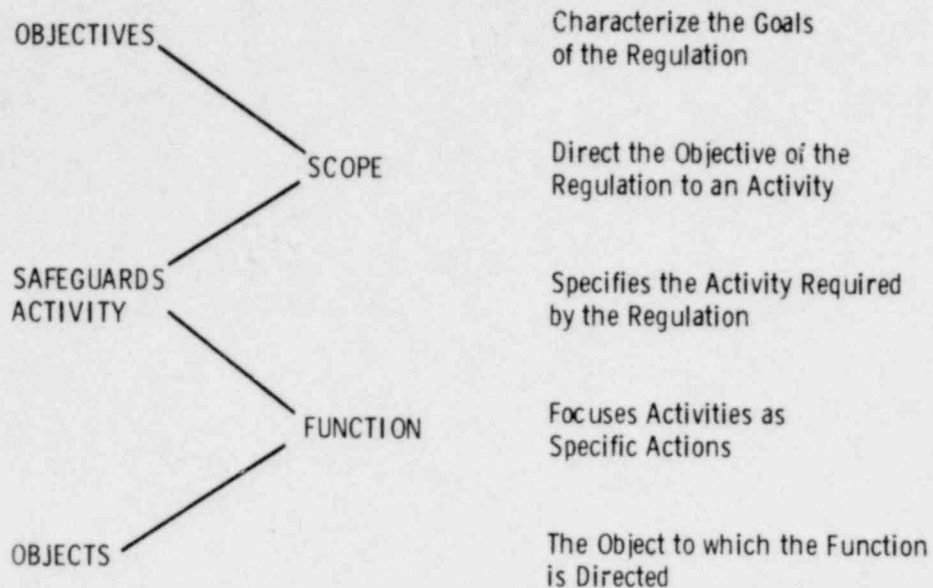 OBJECTIVES
Characterize the Goals
of the Regulation
SCOPE
Direct the Objective of the
Regulation to an Activity
SAFEGUARDS
ACTIVITY
Specifies the Activity Required
by the Regulation
FUNCTION
Focuses Activities as
Specific Actions
OBJECTS
The Object to which the Function
is Directed